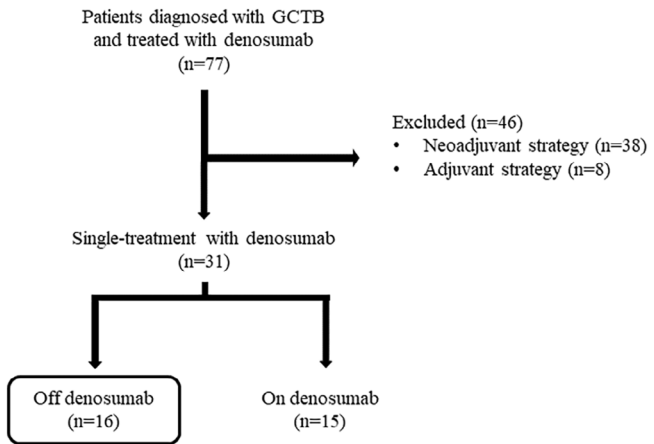 Patients diagnosed with GCTB
and treated with denosumab
(n=77)
Excluded (n=46)
• Neoadjuvant strategy (n=38)
• Adjuvant strategy (n=8)
Single-treatment with denosumab
(n=31)
Off denosumab
(n=16)
On denosumab
(n=15)